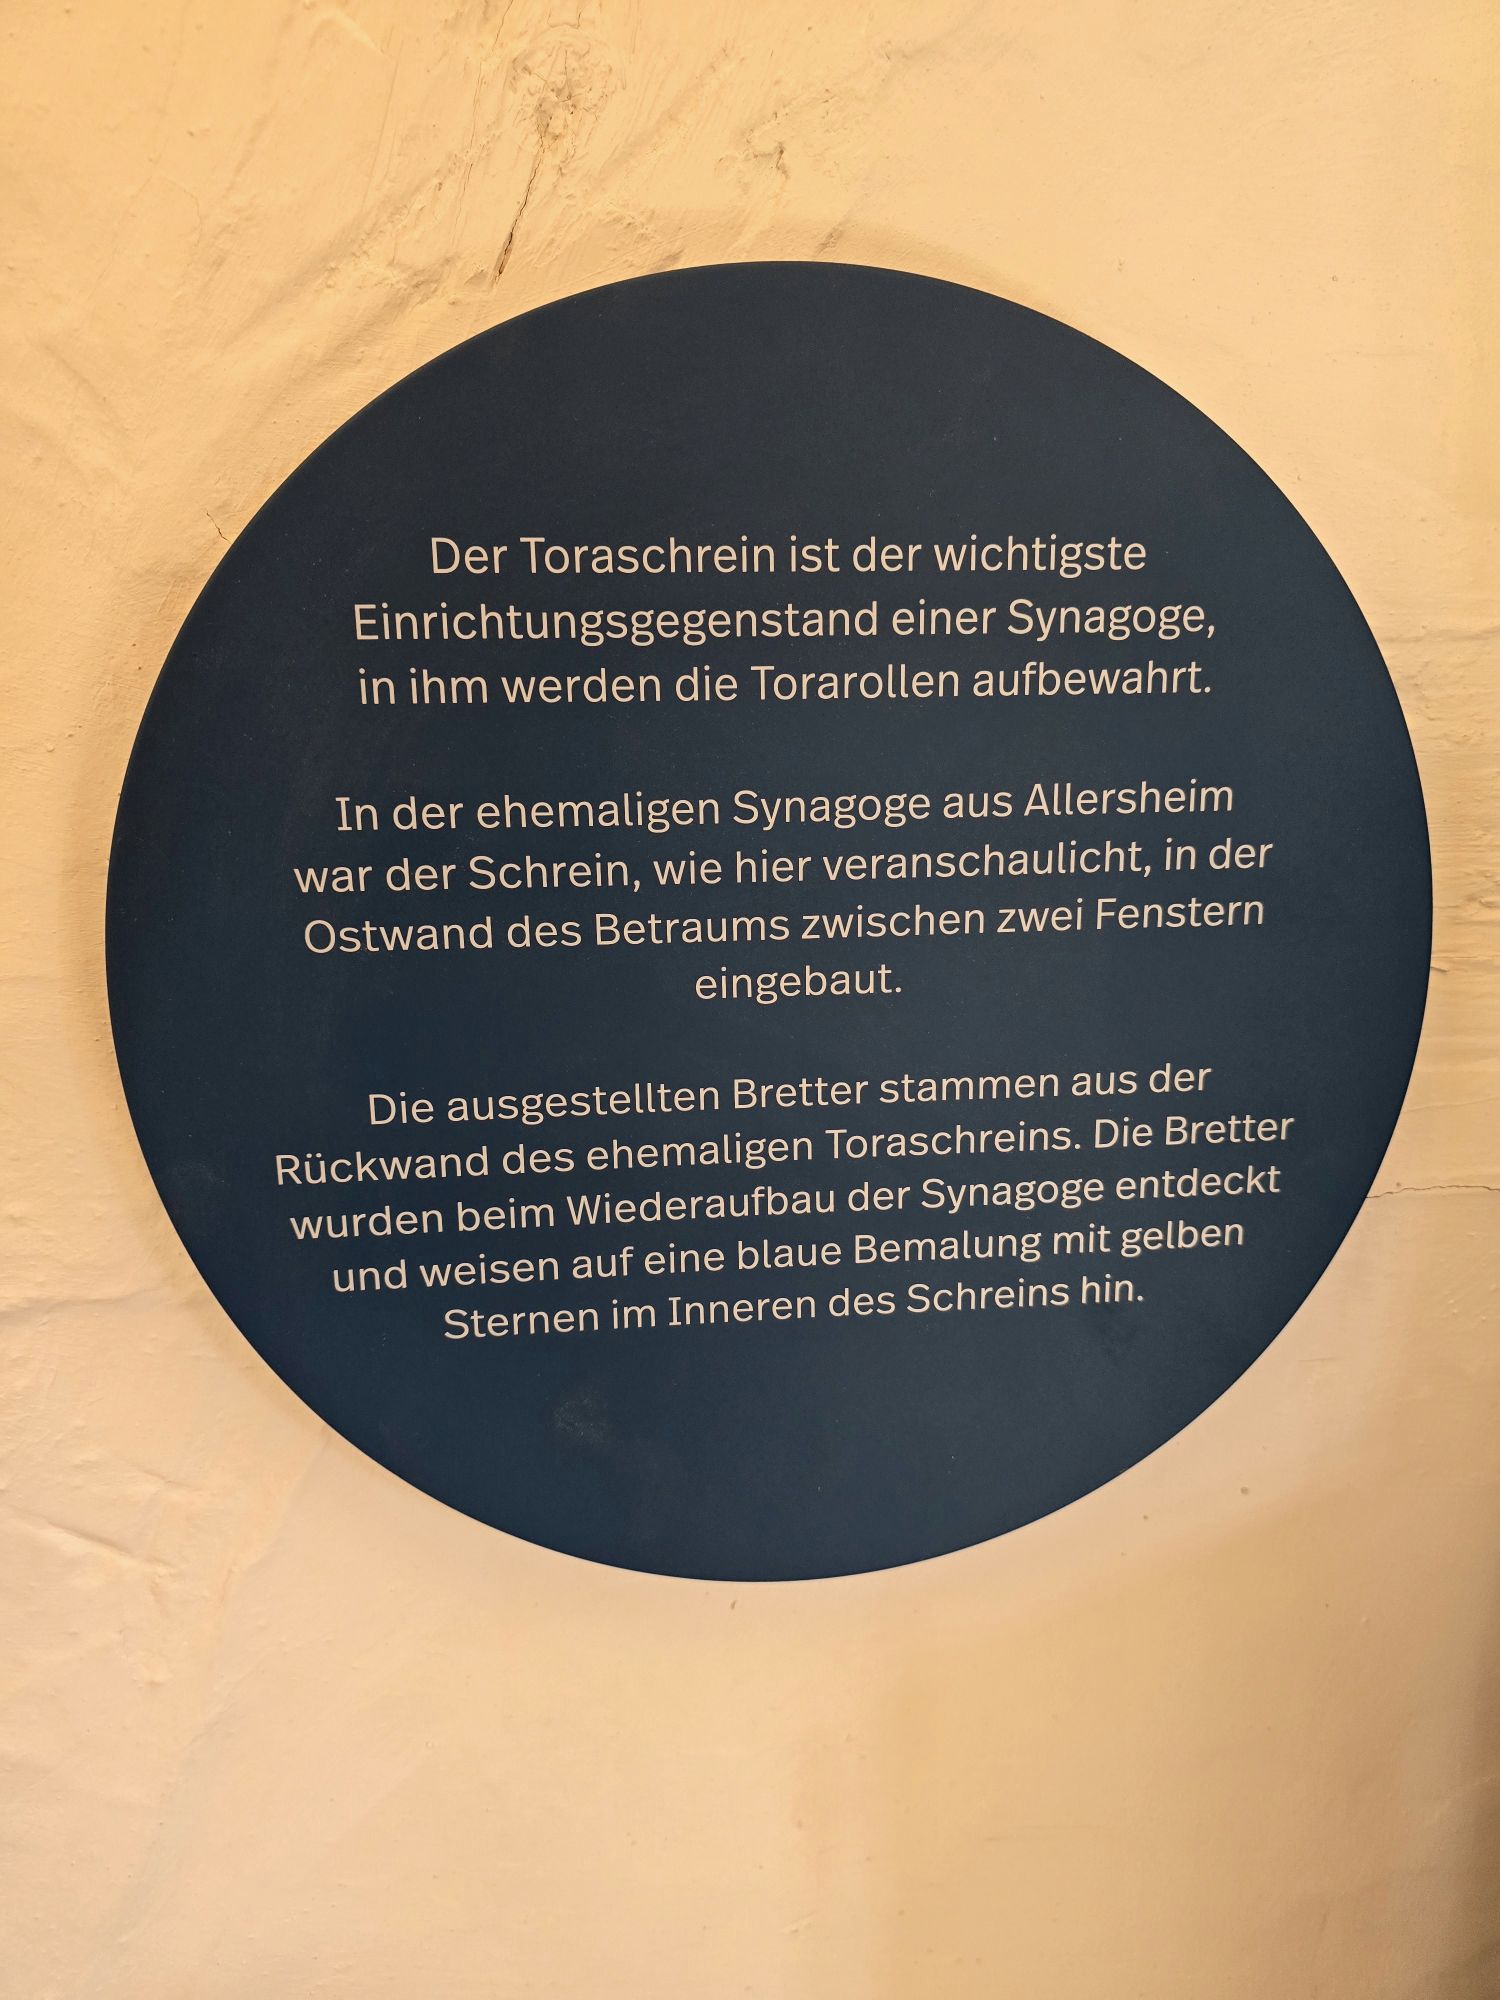 Der Toraschrein ist der wichtigste
Einrichtungsgegenstand einer Synagoge,
in ihm werden die Torarollen aufbewahrt.
In der ehemaligen Synagoge aus Allersheim
war der Schrein, wie hier veranschaulicht, in der
Ostwand des Betraums zwischen zwei Fenstern
eingebaut.
Die ausgestellten Bretter stammen aus der
Rückwand des ehemaligen Toraschreins. Die Bretter
wurden beim Wiederaufbau der Synagoge entdeckt
und weisen auf eine blaue Bemalung mit gelben
Sternen im Inneren des Schreins hin.